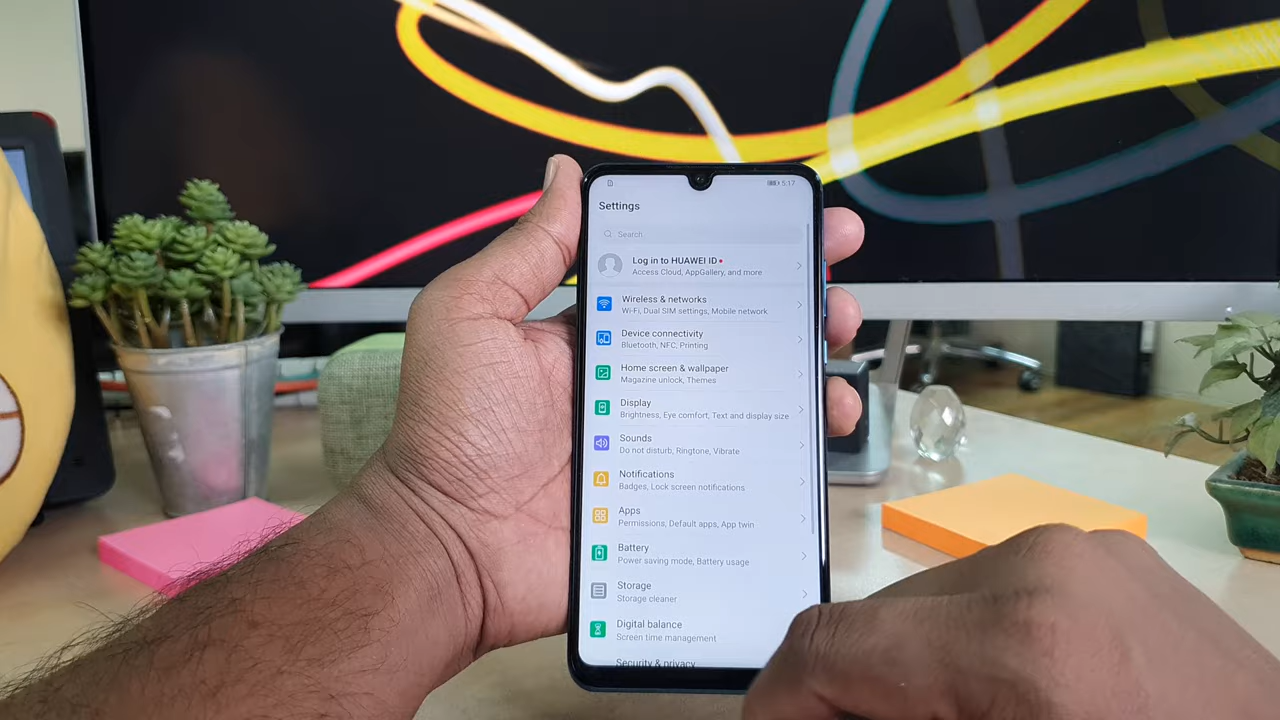 5:17
Settings
Search
Log in to HUAWEI ID
Access Cloud, AppGallery, and more
Wireless & networks
Wi-Fi, Dual SIM settings, Mobile network
Device connectivity
Bluetooth, NFC, Printing
Home screen & wallpaper
Magazine unlock, Themes
Display
Brightness, Eye comfort, Text and display size
Sounds
Do not disturb, Ringtone, Vibrate
Notifications
Badges, Lock screen notifications
Apps
Permissions, Default apps, App twin
Battery
Power saving mode, Battery usage
Storage
Storage cleaner
Digital balance
Screen time management
Security & privacy